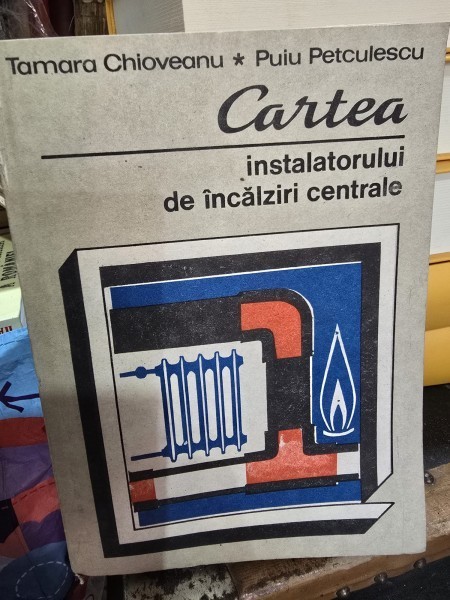 Tamara Chioveanu * Puiu Petculescu
Cartea
instalatorului
de încălziri centrale